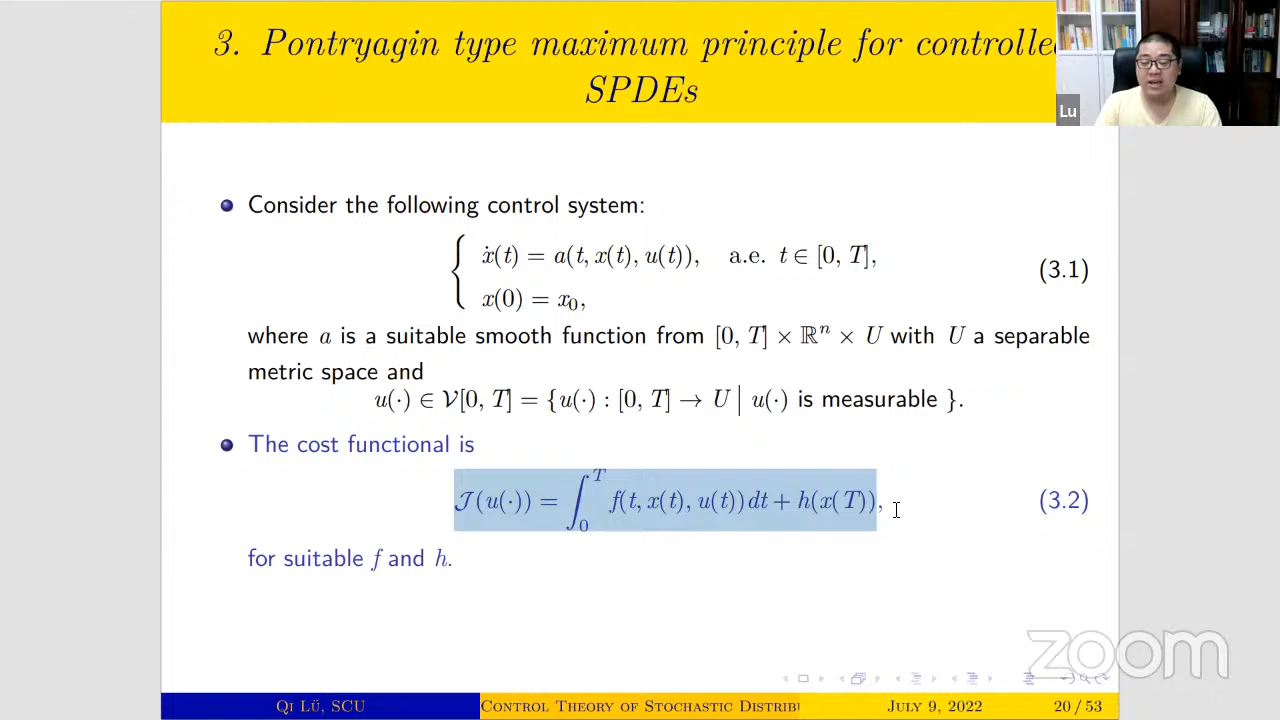 3. Pontryagin type maximum principle for controlle
SPDEs
Lu
Consider the following control system:
ẋ(t) = a(t, x(t), u(t)), a.e. t ∈ [0, T],
x(0) = x₀,
(3.1)
where a is a suitable smooth function from [0, T] × ℝⁿ × U with U a separable
metric space and
u(·) ∈ 𝒱[0, T] = {u(·) : [0, T] → U | u(·) is measurable }.
The cost functional is
𝒥(u(·)) = ∫₀ᵀ f(t, x(t), u(t))dt + h(x(T)), (3.2)
for suitable f and h.
zoom
Qi Lü, SCU
Control Theory of Stochastic Distribu
July 9, 2022
20 / 53